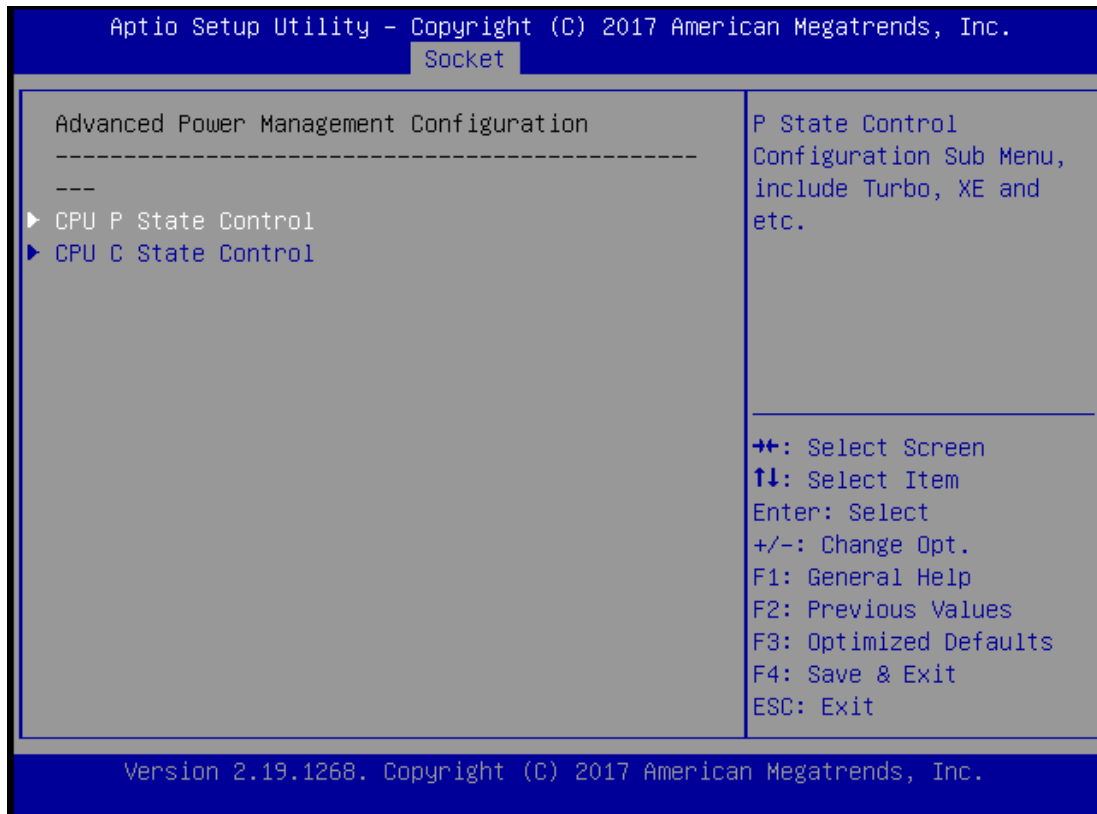 Aptio Setup Utility – Copyright (C) 2017 American Megatrends, Inc.
Socket
Advanced Power Management Configuration
-----------------------------------------------
---
CPU P State Control
CPU C State Control
P State Control
Configuration Sub Menu,
include Turbo, XE and
etc.
→←: Select Screen
↑↓: Select Item
Enter: Select
+/-: Change Opt.
F1: General Help
F2: Previous Values
F3: Optimized Defaults
F4: Save & Exit
ESC: Exit
Version 2.19.1268. Copyright (C) 2017 American Megatrends, Inc.